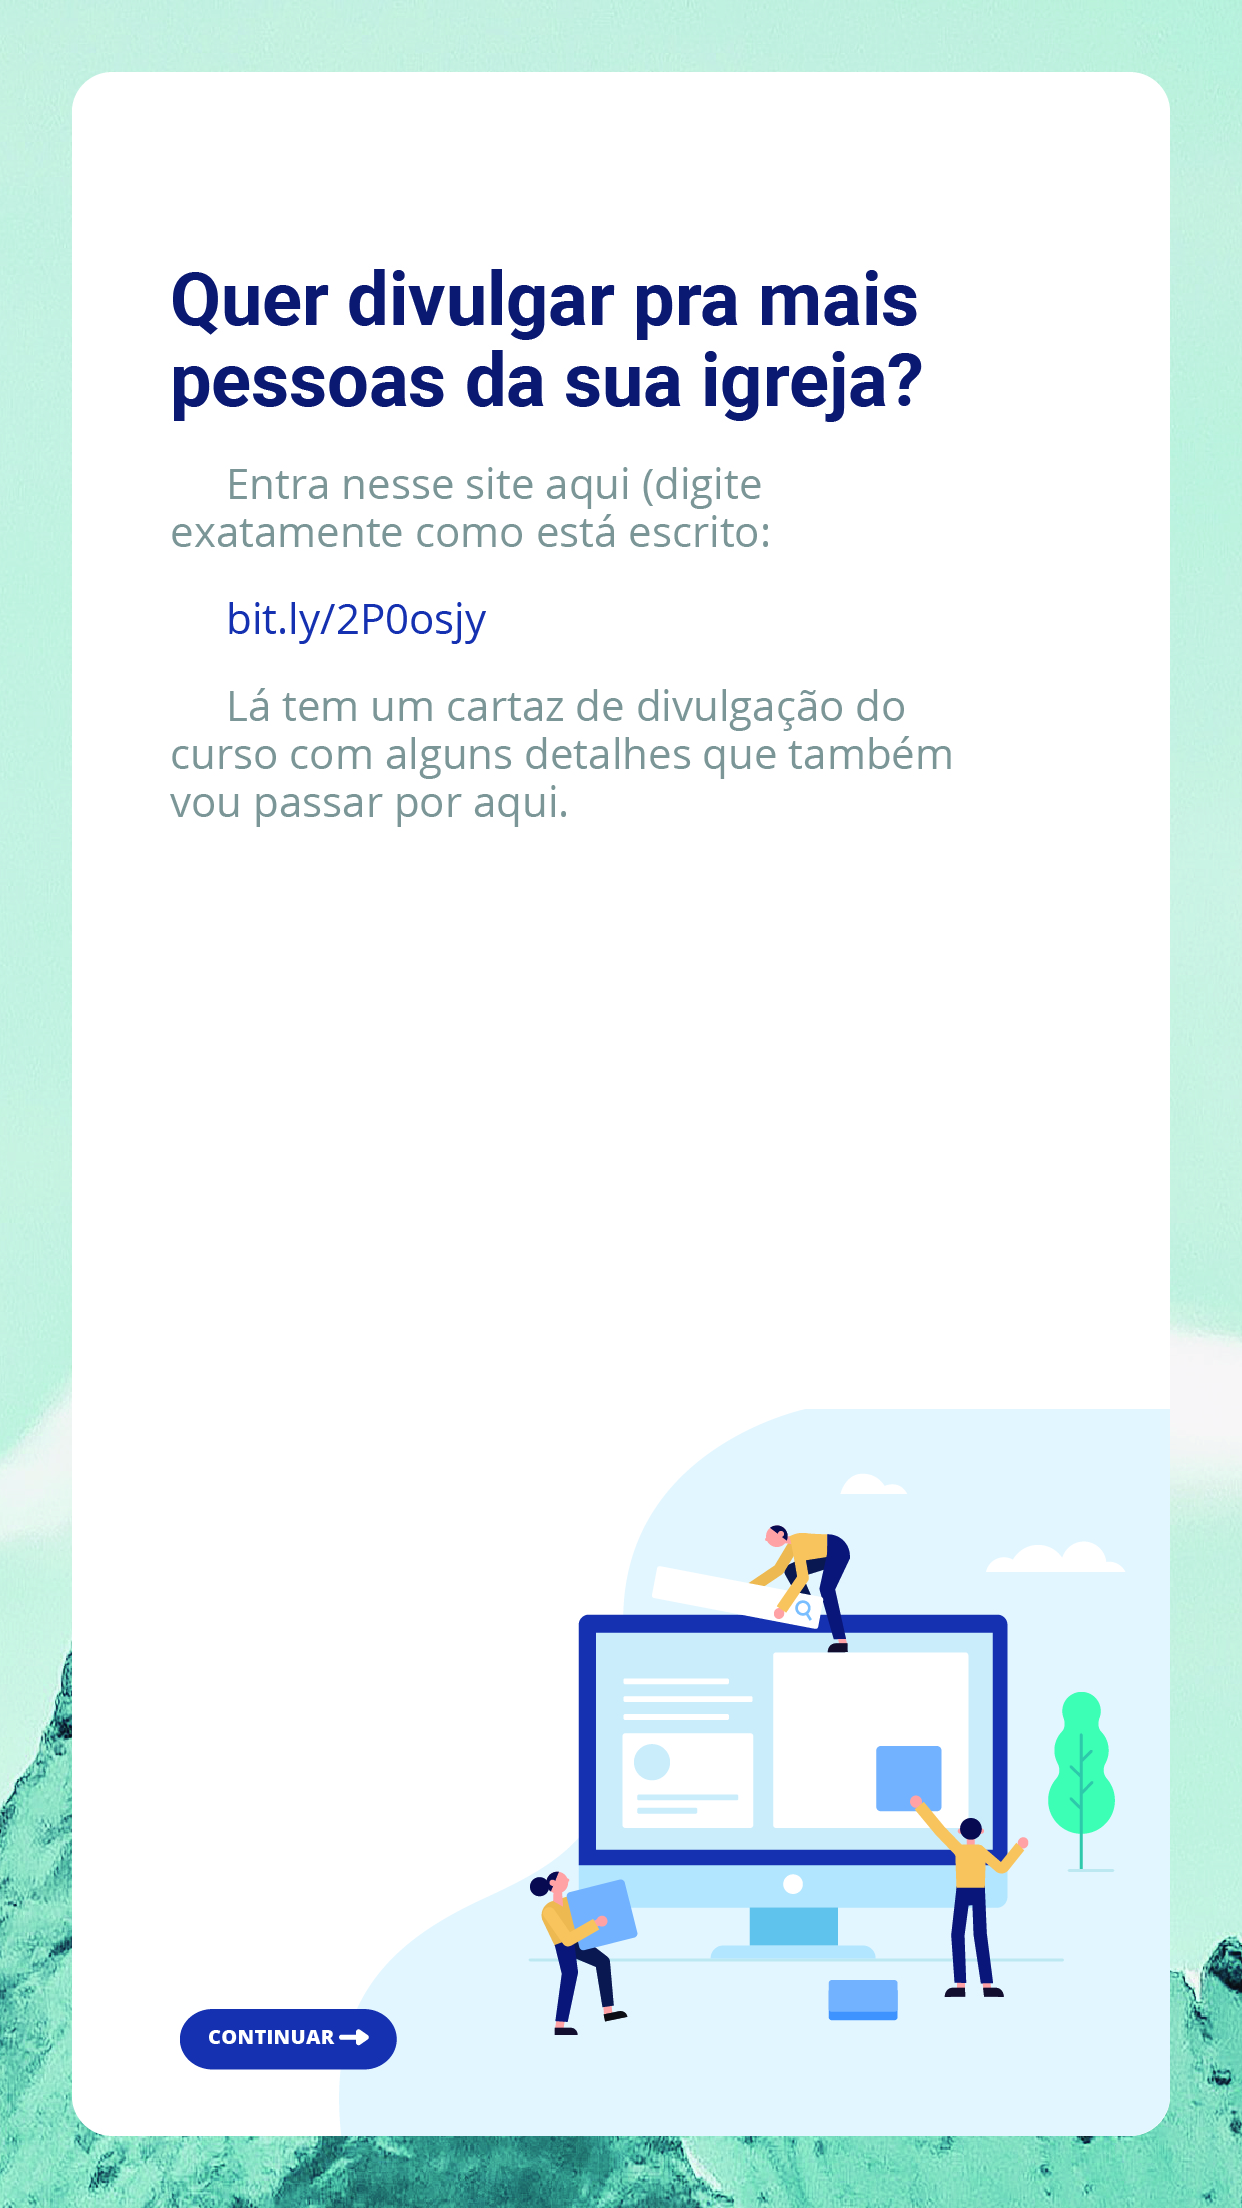 Quer divulgar pra mais
pessoas da sua igreja?
Entra nesse site aqui (digite
exatamente como está escrito:
bit.ly/2P0osjy
Lá tem um cartaz de divulgação do
curso com alguns detalhes que também
vou passar por aqui.
CONTINUAR